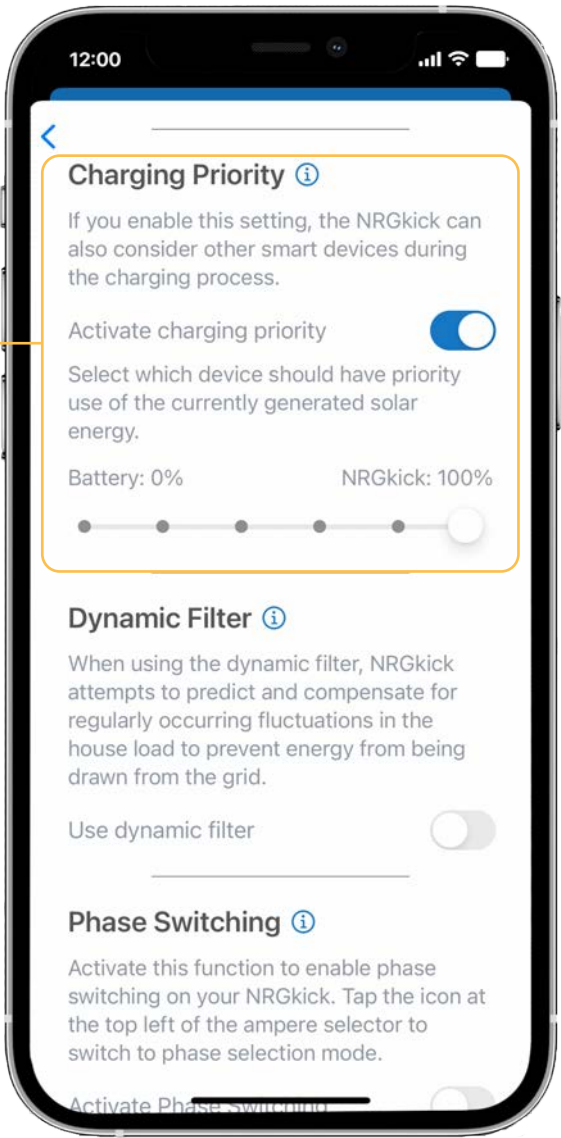 12:00
Charging Priority
If you enable this setting, the NRGkick can
also consider other smart devices during
the charging process.
Activate charging priority
Select which device should have priority
use of the currently generated solar
energy.
Battery: 0% NRGkick: 100%
Dynamic Filter
When using the dynamic filter, NRGkick
attempts to predict and compensate for
regularly occurring fluctuations in the
house load to prevent energy from being
drawn from the grid.
Use dynamic filter
Phase Switching
Activate this function to enable phase
switching on your NRGkick. Tap the icon at
the top left of the ampere selector to
switch to phase selection mode.
Activate Phase Switching